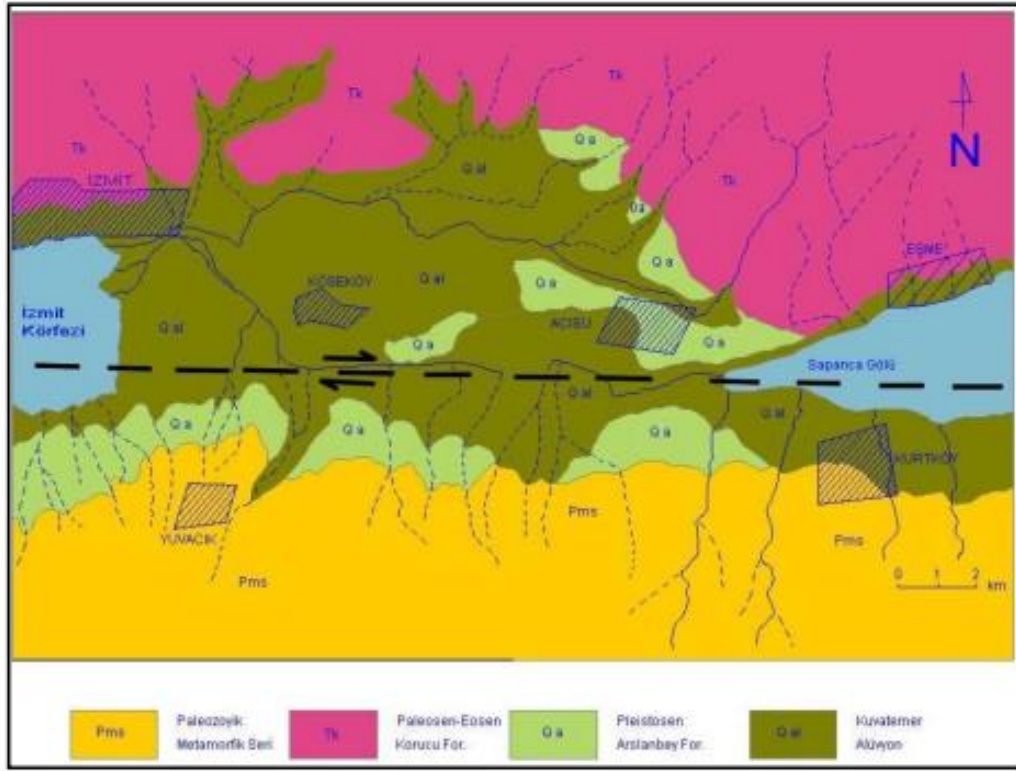 Tk
Tk
Tk
Q a
N
Q al
Tk
İZMİT
Q a
Q a
EŞME
Q al
Q a
KÖSEKÖY
İzmit
Körfezi
Q al
ACISU
Q a
Q a
Sapanca Gölü
Q al
Q al
Q a
Q a
KURTKÖY
Pms
Pms
YUVACIK
Pms
0 1 2
km
Pms
Paleozoyik
Metamorfik Seri
Tk
Paleosen-Eosen
Korucu For.
Q a
Pleistosen
Arslanbey For.
Q al
Kuvaterner
Alüvyon